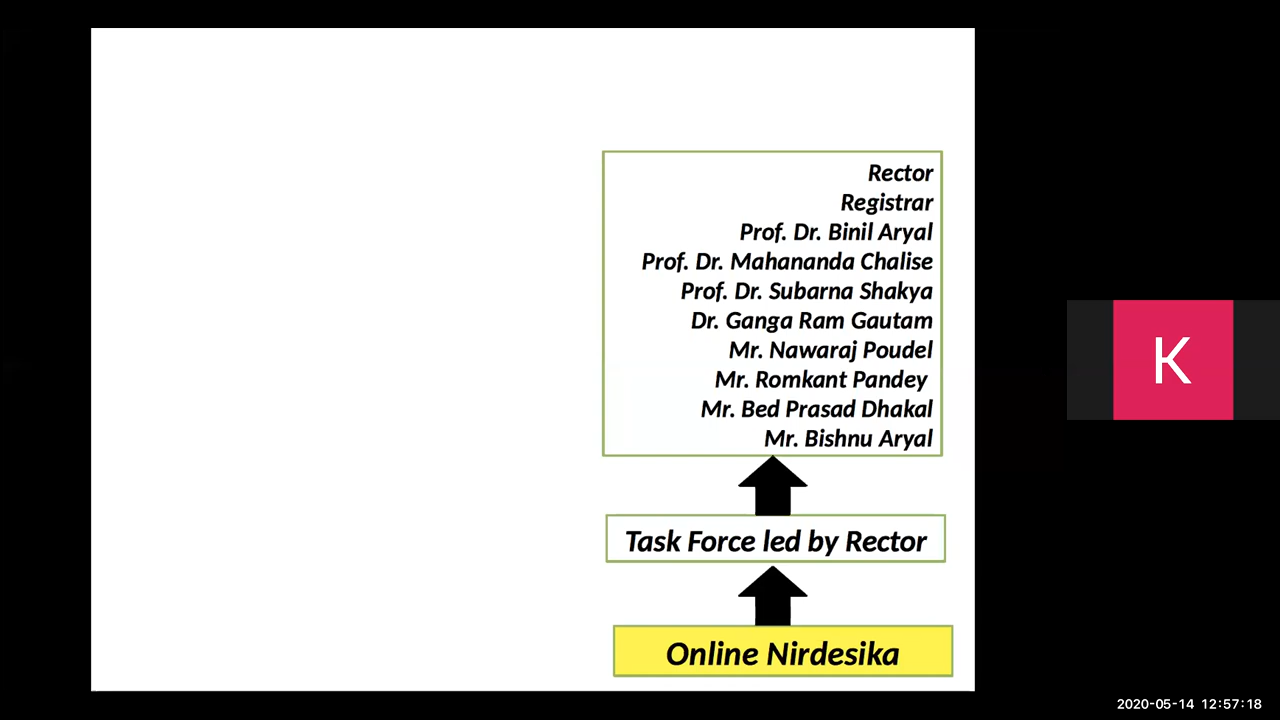 Rector
Registrar
Prof. Dr. Binil Aryal
Prof. Dr. Mahananda Chalise
Prof. Dr. Subarna Shakya
Dr. Ganga Ram Gautam
Mr. Nawaraj Poudel
Mr. Romkant Pandey
Mr. Bed Prasad Dhakal
Mr. Bishnu Aryal
Task Force led by Rector
Online Nirdesika
K
2020-05-14 12:57:18